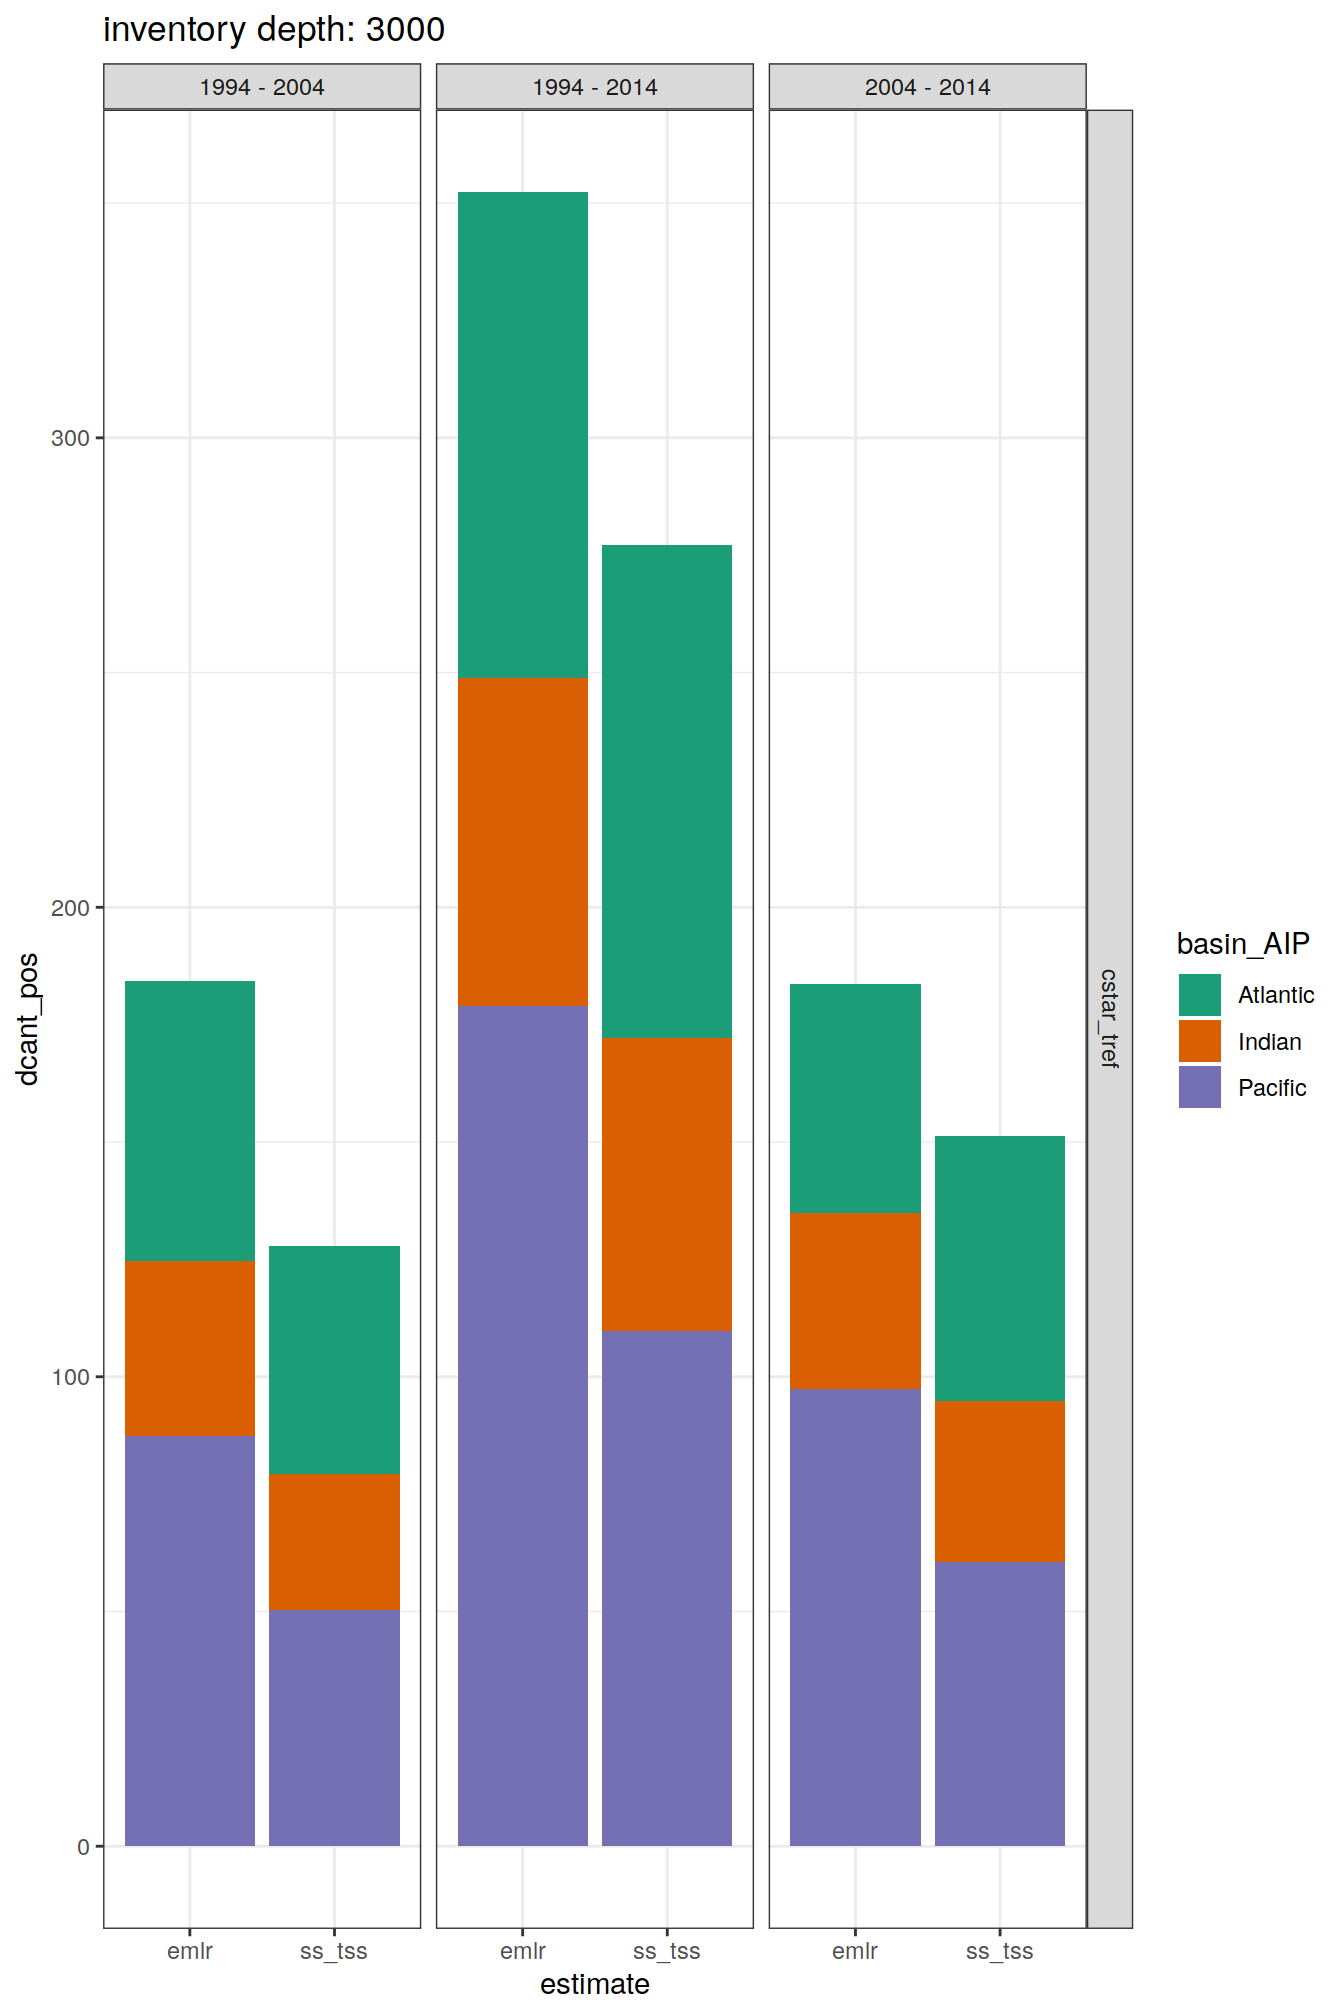 inventory depth: 3000
1994 - 2004
1994 - 2014
2004 - 2014
300
200
100
0
dcant_pos
cstar_tref
basin_AIP
Atlantic
Indian
Pacific
emlr
ss_tss
emlr
ss_tss
emlr
ss_tss
estimate